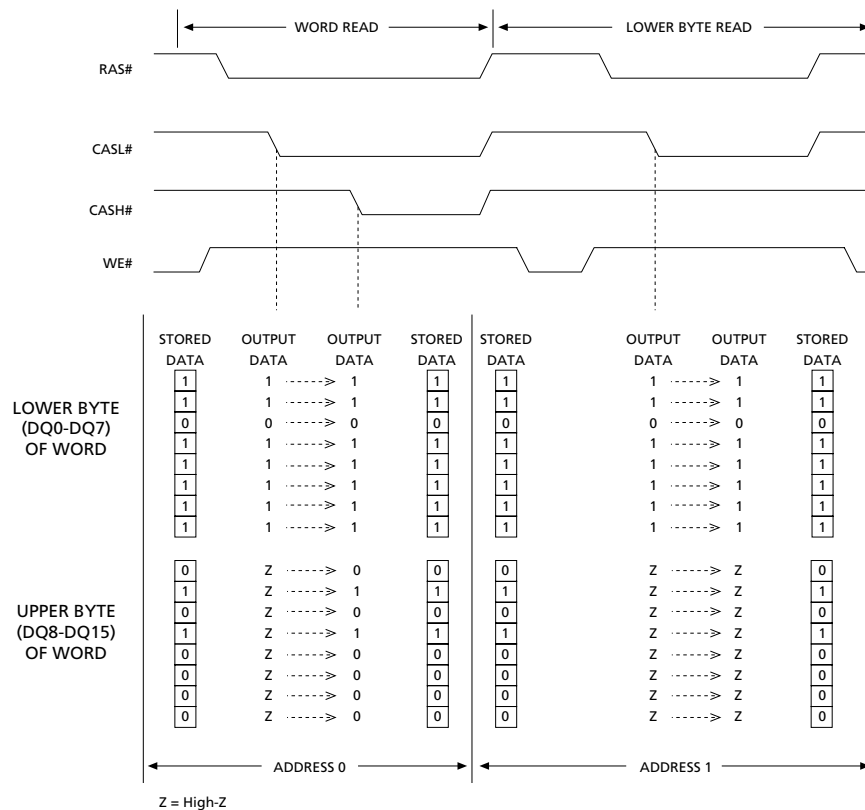 WORD READ LOWER BYTE READ
RAS#
CASL#
CASH#
WE#
STORED OUTPUT OUTPUT STORED STORED OUTPUT OUTPUT STORED
DATA DATA DATA DATA DATA DATA DATA DATA
1 1 1 1 1 1 1 1
1 1 1 1 1 1 1 1
0 0 0 0 0 0 0 0
1 1 1 1 1 1 1 1
1 1 1 1 1 1 1 1
1 1 1 1 1 1 1 1
1 1 1 1 1 1 1 1
1 1 1 1 1 1 1 1
LOWER BYTE
(DQ0-DQ7)
OF WORD
0 Z 0 0 0 Z Z 0
1 Z 1 1 1 Z Z 1
0 Z 0 0 0 Z Z 0
1 Z 1 1 1 Z Z 1
0 Z 0 0 0 Z Z 0
0 Z 0 0 0 Z Z 0
0 Z 0 0 0 Z Z 0
0 Z 0 0 0 Z Z 0
UPPER BYTE
(DQ8-DQ15)
OF WORD
ADDRESS 0 ADDRESS 1
Z = High-Z